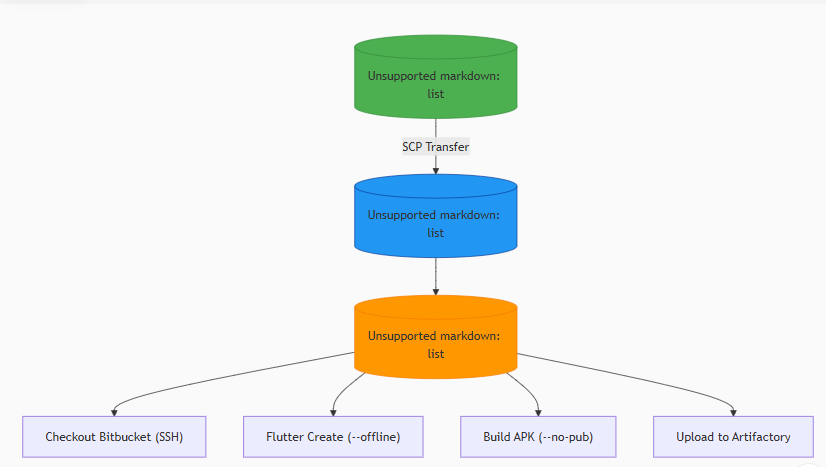 Unsupported markdown:
list
SCP Transfer
Unsupported markdown:
list
Unsupported markdown:
list
Checkout Bitbucket (SSH)
Flutter Create (--offline)
Build APK (--no-pub)
Upload to Artifactory